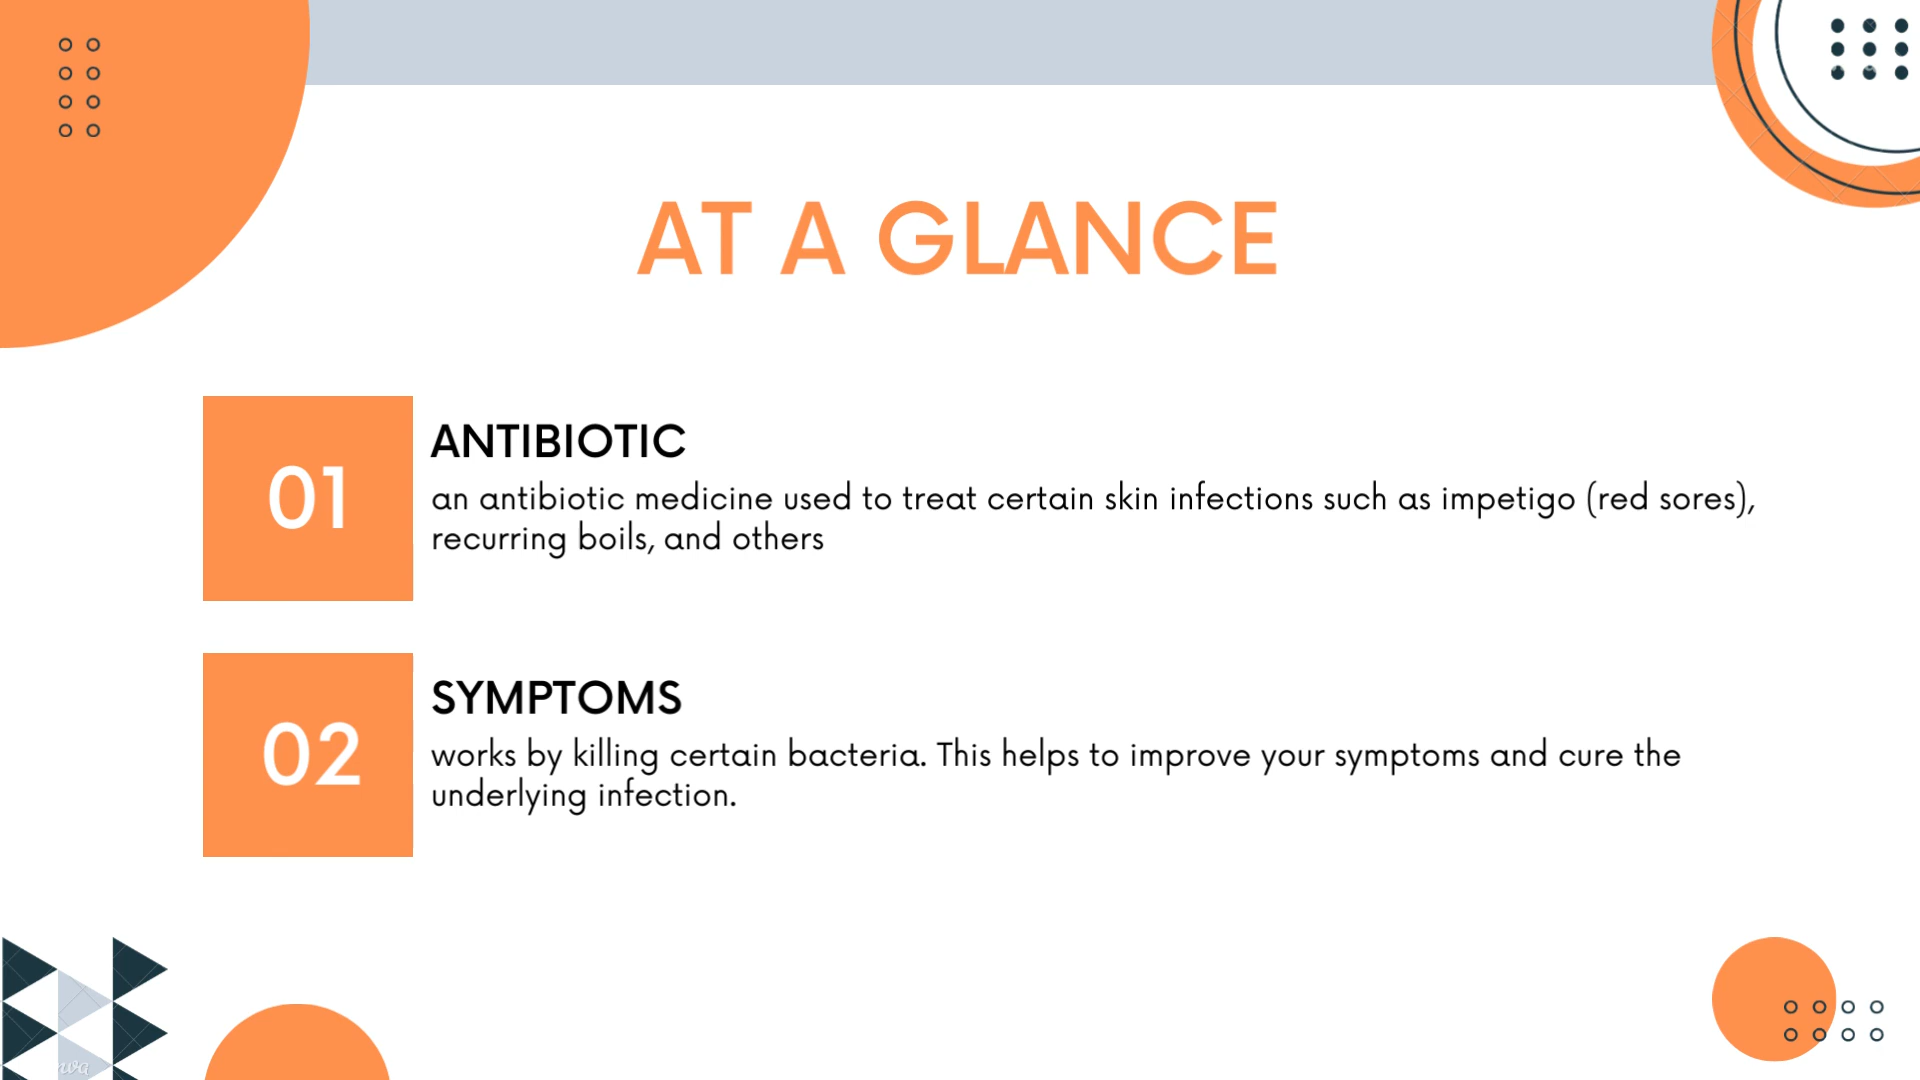 AT A GLANCE
01
ANTIBIOTIC
an antibiotic medicine used to treat certain skin infections such as impetigo (red sores),
recurring boils, and others
02
SYMPTOMS
works by killing certain bacteria. This helps to improve your symptoms and cure the
underlying infection.